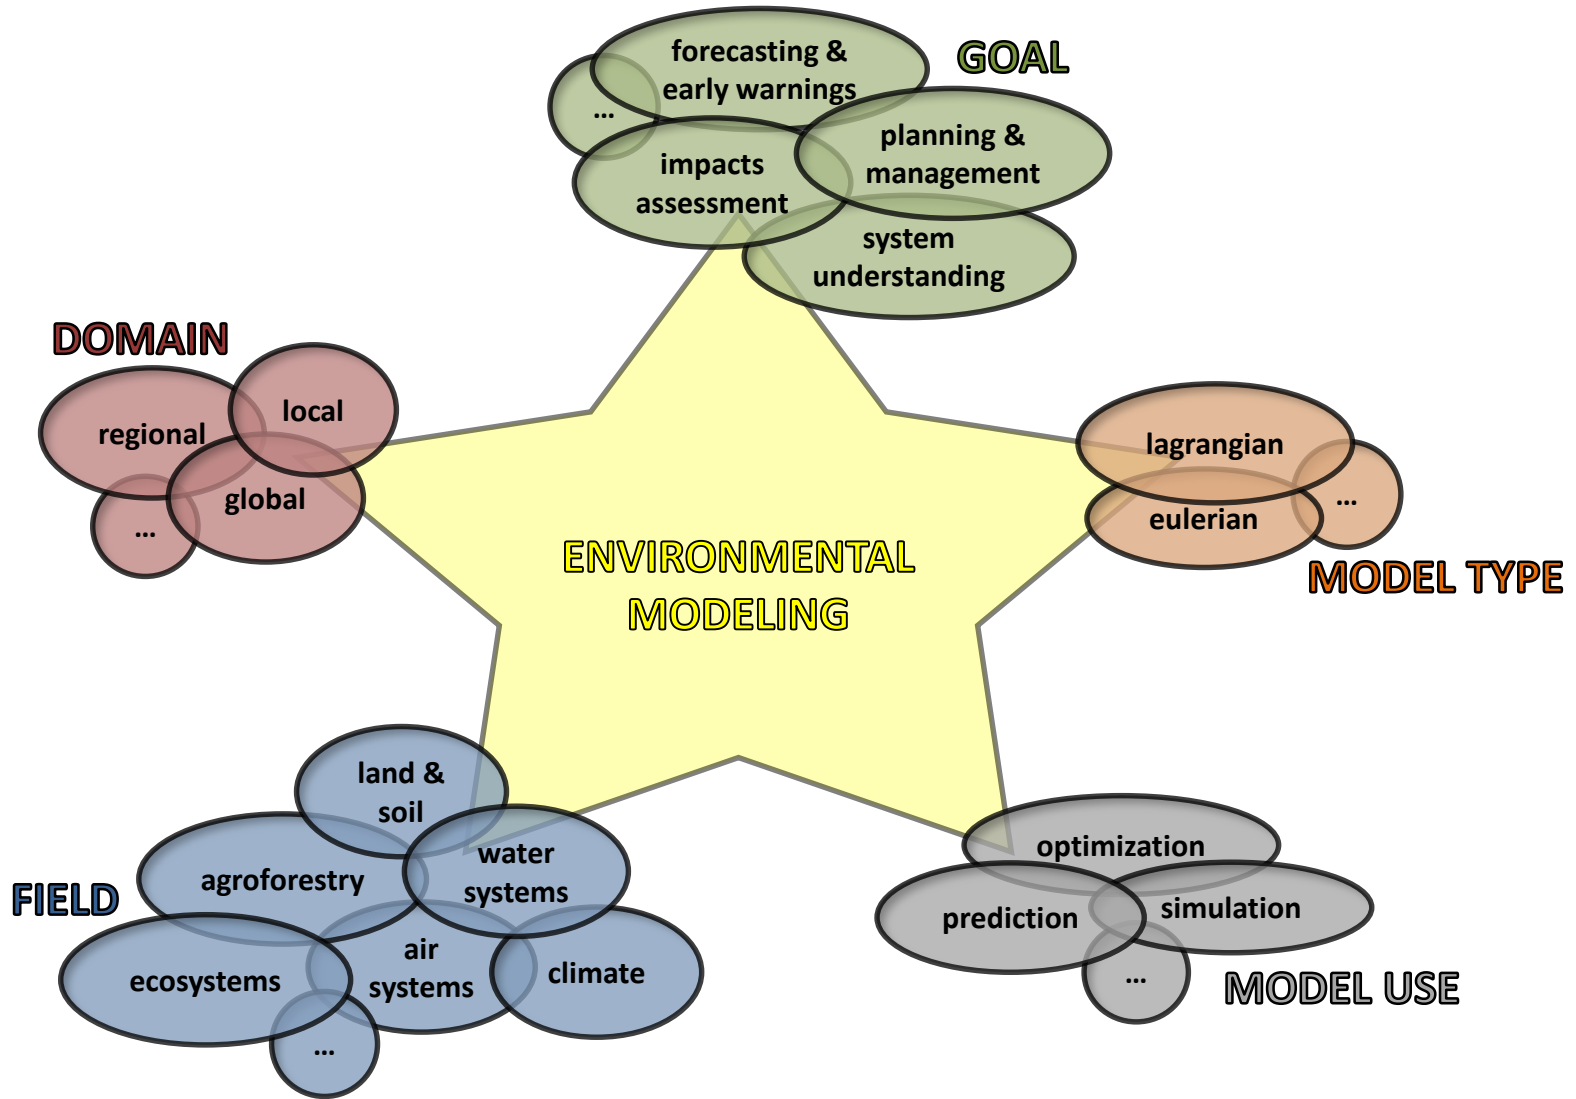 forecasting &
early warnings
GOAL
...
planning &
management
impacts
assessment
system
understanding
DOMAIN
local
regional
global
...
lagrangian
eulerian
...
MODEL TYPE
ENVIRONMENTAL
MODELING
land &
soil
water
systems
agroforestry
FIELD
air
systems
ecosystems
climate
...
optimization
prediction
simulation
...
MODEL USE